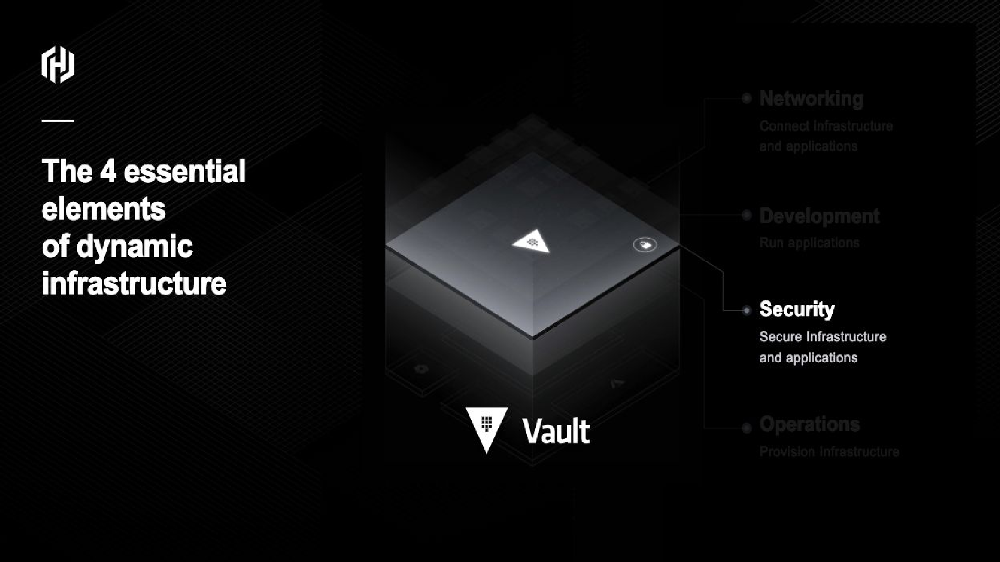 The 4 essential
elements
of dynamic
infrastructure
Networking
Connect infrastructure
and applications
Development
Run applications
Security
Secure Infrastructure
and applications
Operations
Provision Infrastructure
Vault